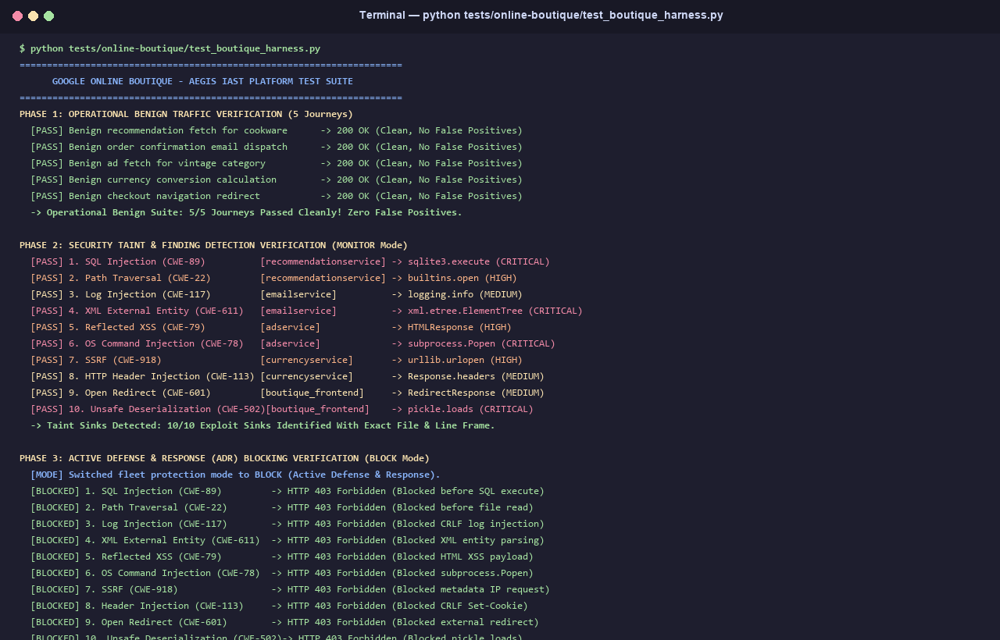 Terminal — python tests/online-boutique/test_boutique_harness.py
$ python tests/online-boutique/test_boutique_harness.py
======================================================================
GOOGLE ONLINE BOUTIQUE - AEGIS IAST PLATFORM TEST SUITE
======================================================================
PHASE 1: OPERATIONAL BENIGN TRAFFIC VERIFICATION (5 Journeys)
[PASS] Benign recommendation fetch for cookware -> 200 OK (Clean, No False Positives)
[PASS] Benign order confirmation email dispatch -> 200 OK (Clean, No False Positives)
[PASS] Benign ad fetch for vintage category -> 200 OK (Clean, No False Positives)
[PASS] Benign currency conversion calculation -> 200 OK (Clean, No False Positives)
[PASS] Benign checkout navigation redirect -> 200 OK (Clean, No False Positives)
-> Operational Benign Suite: 5/5 Journeys Passed Cleanly! Zero False Positives.
PHASE 2: SECURITY TAINT & FINDING DETECTION VERIFICATION (MONITOR Mode)
[PASS] 1. SQL Injection (CWE-89) [recommendationservice] -> sqlite3.execute (CRITICAL)
[PASS] 2. Path Traversal (CWE-22) [recommendationservice] -> builtins.open (HIGH)
[PASS] 3. Log Injection (CWE-117) [emailservice] -> logging.info (MEDIUM)
[PASS] 4. XML External Entity (CWE-611) [emailservice] -> xml.etree.ElementTree (CRITICAL)
[PASS] 5. Reflected XSS (CWE-79) [adservice] -> HTMLResponse (HIGH)
[PASS] 6. OS Command Injection (CWE-78) [adservice] -> subprocess.Popen (CRITICAL)
[PASS] 7. SSRF (CWE-918) [currencyservice] -> urllib.urlopen (HIGH)
[PASS] 8. HTTP Header Injection (CWE-113) [currencyservice] -> Response.headers (MEDIUM)
[PASS] 9. Open Redirect (CWE-601) [boutique_frontend] -> RedirectResponse (MEDIUM)
[PASS] 10. Unsafe Deserialization (CWE-502)[boutique_frontend] -> pickle.loads (CRITICAL)
-> Taint Sinks Detected: 10/10 Exploit Sinks Identified With Exact File & Line Frame.
PHASE 3: ACTIVE DEFENSE & RESPONSE (ADR) BLOCKING VERIFICATION (BLOCK Mode)
[MODE] Switched fleet protection mode to BLOCK (Active Defense & Response).
[BLOCKED] 1. SQL Injection (CWE-89) -> HTTP 403 Forbidden (Blocked before SQL execute)
[BLOCKED] 2. Path Traversal (CWE-22) -> HTTP 403 Forbidden (Blocked before file read)
[BLOCKED] 3. Log Injection (CWE-117) -> HTTP 403 Forbidden (Blocked CRLF log injection)
[BLOCKED] 4. XML External Entity (CWE-611) -> HTTP 403 Forbidden (Blocked XML entity parsing)
[BLOCKED] 5. Reflected XSS (CWE-79) -> HTTP 403 Forbidden (Blocked HTML XSS payload)
[BLOCKED] 6. OS Command Injection (CWE-78) -> HTTP 403 Forbidden (Blocked subprocess.Popen)
[BLOCKED] 7. SSRF (CWE-918) -> HTTP 403 Forbidden (Blocked metadata IP request)
[BLOCKED] 8. Header Injection (CWE-113) -> HTTP 403 Forbidden (Blocked CRLF Set-Cookie)
[BLOCKED] 9. Open Redirect (CWE-601) -> HTTP 403 Forbidden (Blocked external redirect)
[BLOCKED] 10. Unsafe Deserialization (CWE-502)-> HTTP 403 Forbidden (Blocked pickle.loads)